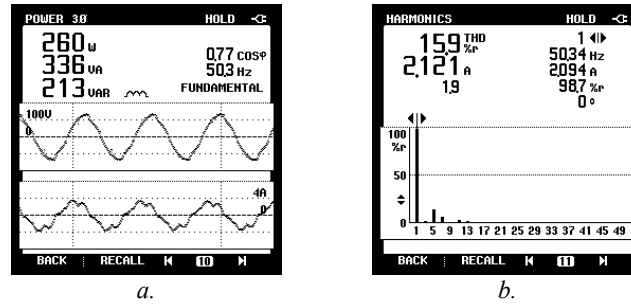 POWER 3Ø HOLD
260 W
336 VA
213 VAR
0,77 COSφ
50,3 Hz
FUNDAMENTAL
100V
0
4A
0
BACK RECALL 10
a.
HARMONICS HOLD
15,9 THD %r
2,121 A
1,9
1
50,34 Hz
2,094 A
98,7 %r
0 °
100
%r
50
0
1 5 9 13 17 21 25 29 33 37 41 45 49
BACK RECALL 11
b.